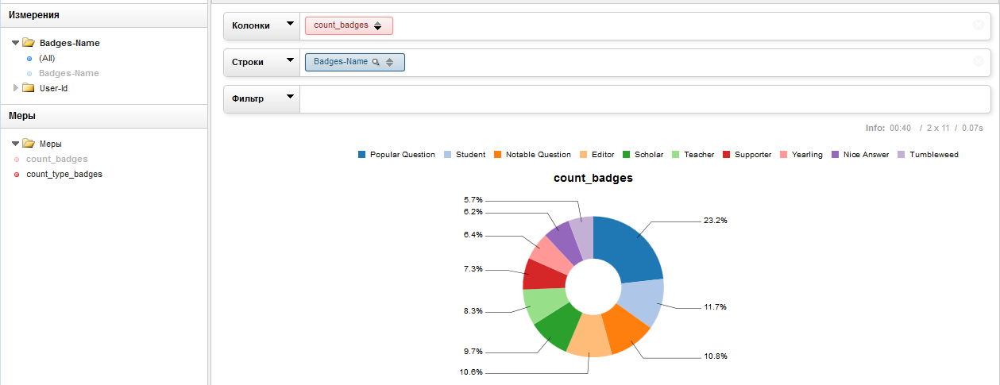 Измерения
Badges-Name
(All)
Badges-Name
User-Id
Меры
Меры
count_badges
count_type_badges
Колонки count_badges
Строки Badges-Name
Фильтр
Info: 00:40 / 2 x 11 / 0.07s
Popular Question Student Notable Question Editor Scholar Teacher Supporter Yearling Nice Answer Tumbleweed
count_badges
5.7%
6.2%
23.2%
6.4%
7.3%
11.7%
8.3%
9.7%
10.8%
10.6%